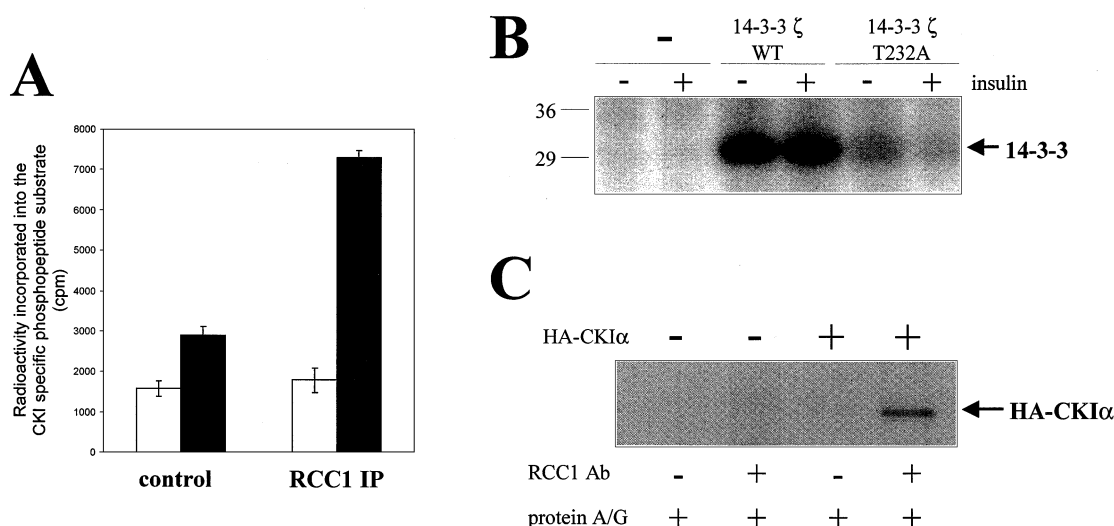 A
Radioactivity incorporated into the
CKI specific phosphopeptide substrate
(cpm)
8000
7000
6000
5000
4000
3000
2000
1000
0
control RCC1 IP
B
- 14-3-3 ζ 14-3-3 ζ
WT T232A
- + - + - + insulin
36
29
14-3-3
C
HA-CKIα - - + +
HA-CKIα
RCC1 Ab - + - +
protein A/G + + + +